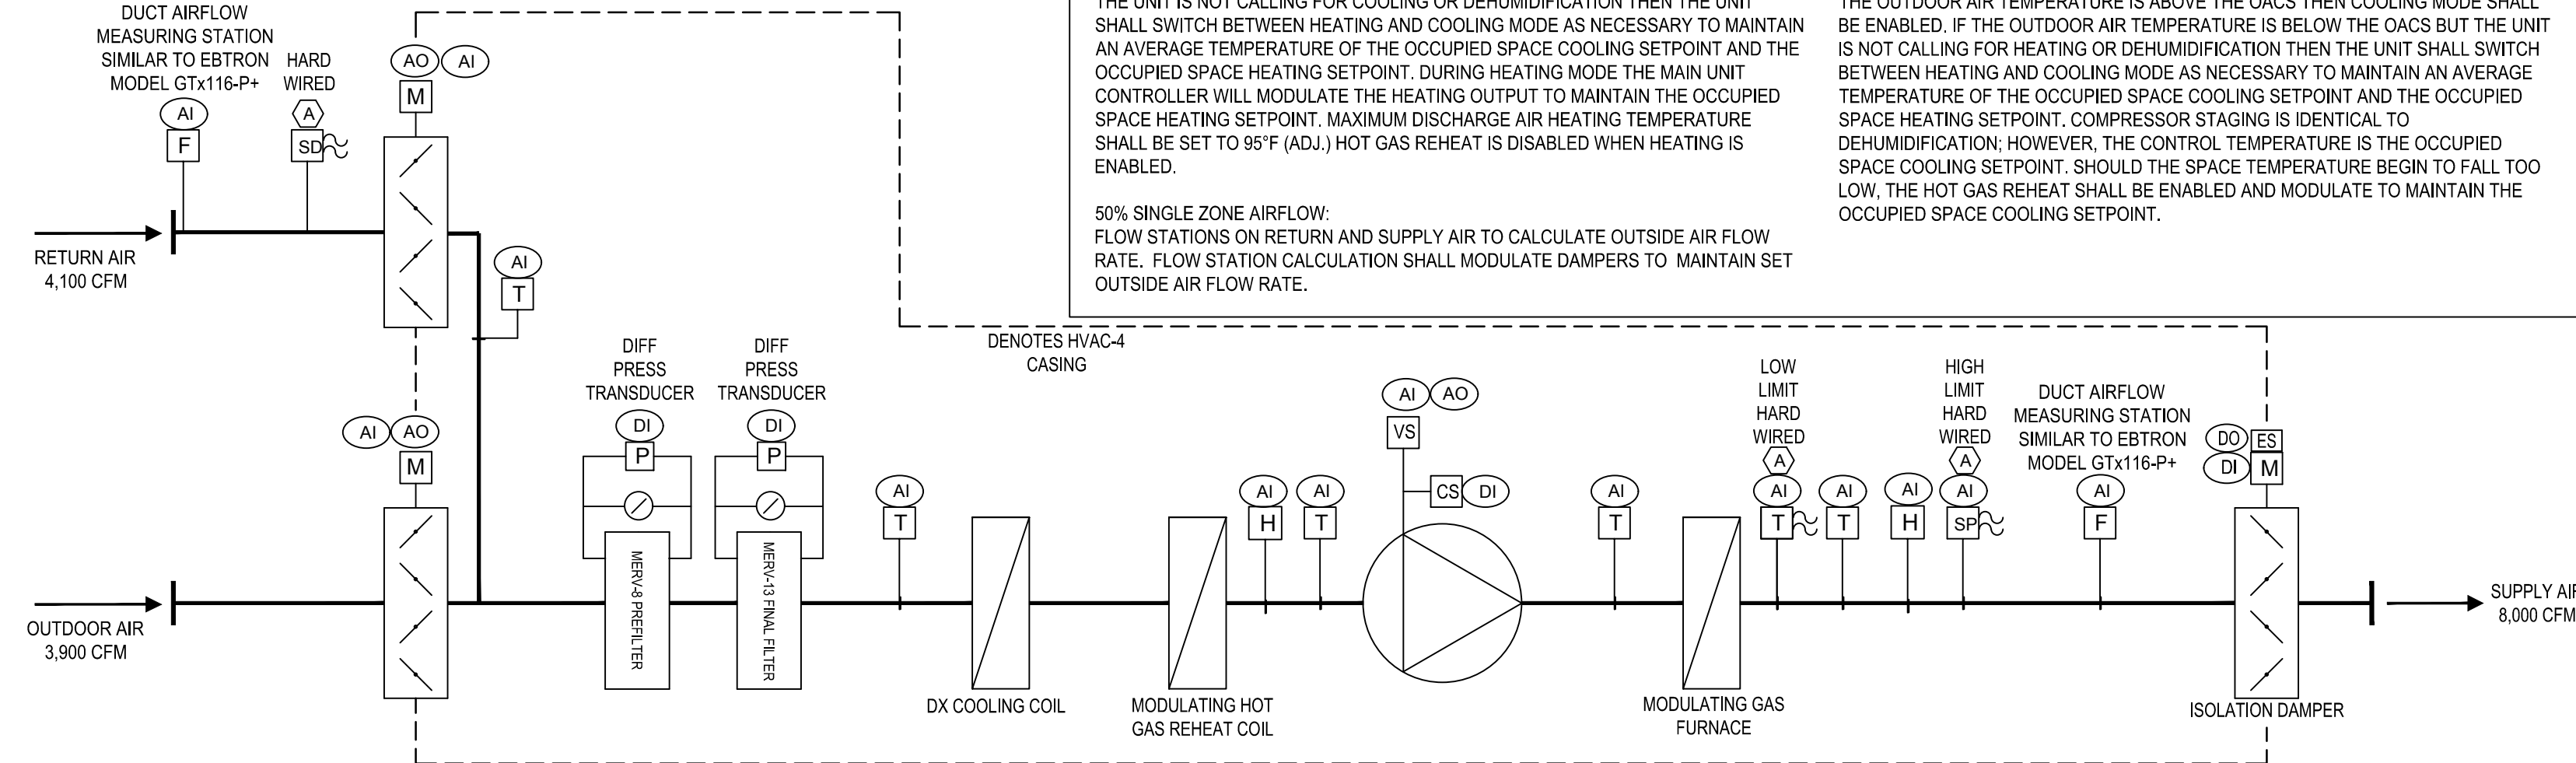 THE UNIT IS NOT CALLING FOR COOLING OR DEHUMIDIFICATION THEN THE UNIT
SHALL SWITCH BETWEEN HEATING AND COOLING MODE AS NECESSARY TO MAINTAIN
AN AVERAGE TEMPERATURE OF THE OCCUPIED SPACE COOLING SETPOINT AND THE
OCCUPIED SPACE HEATING SETPOINT. DURING HEATING MODE THE MAIN UNIT
CONTROLLER WILL MODULATE THE HEATING OUTPUT TO MAINTAIN THE OCCUPIED
SPACE HEATING SETPOINT. MAXIMUM DISCHARGE AIR HEATING TEMPERATURE
SHALL BE SET TO 95°F (ADJ.) HOT GAS REHEAT IS DISABLED WHEN HEATING IS
ENABLED.
50% SINGLE ZONE AIRFLOW:
FLOW STATIONS ON RETURN AND SUPPLY AIR TO CALCULATE OUTSIDE AIR FLOW
RATE. FLOW STATION CALCULATION SHALL MODULATE DAMPERS TO MAINTAIN SET
OUTSIDE AIR FLOW RATE.
THE OUTDOOR AIR TEMPERATURE IS ABOVE THE OACS THEN COOLING MODE SHALL
BE ENABLED. IF THE OUTDOOR AIR TEMPERATURE IS BELOW THE OACS BUT THE UNIT
IS NOT CALLING FOR HEATING OR DEHUMIDIFICATION THEN THE UNIT SHALL SWITCH
BETWEEN HEATING AND COOLING MODE AS NECESSARY TO MAINTAIN AN AVERAGE
TEMPERATURE OF THE OCCUPIED SPACE COOLING SETPOINT AND THE OCCUPIED
SPACE HEATING SETPOINT. COMPRESSOR STAGING IS IDENTICAL TO
DEHUMIDIFICATION; HOWEVER, THE CONTROL TEMPERATURE IS THE OCCUPIED
SPACE COOLING SETPOINT. SHOULD THE SPACE TEMPERATURE BEGIN TO FALL TOO
LOW, THE HOT GAS REHEAT SHALL BE ENABLED AND MODULATE TO MAINTAIN THE
OCCUPIED SPACE COOLING SETPOINT.
DUCT AIRFLOW
MEASURING STATION
SIMILAR TO EBTRON
MODEL GTx116-P+
AI
F
HARD
WIRED
A
SD
AO AI
M
RETURN AIR
4,100 CFM
AI
T
DENOTES HVAC-4
CASING
AI AO
M
OUTDOOR AIR
3,900 CFM
DIFF
PRESS
TRANSDUCER
DI
P
MERV-8 PREFILTER
DIFF
PRESS
TRANSDUCER
DI
P
MERV-13 FINAL FILTER
AI
T
DX COOLING COIL
MODULATING HOT
GAS REHEAT COIL
AI
H
AI
T
AI AO
VS
CS DI
AI
T
MODULATING GAS
FURNACE
LOW
LIMIT
HARD
WIRED
A
AI
T
AI
T
AI
H
HIGH
LIMIT
HARD
WIRED
A
AI
SP
DUCT AIRFLOW
MEASURING STATION
SIMILAR TO EBTRON
MODEL GTx116-P+
AI
F
DO ES
DI M
ISOLATION DAMPER
SUPPLY AIR
8,000 CFM